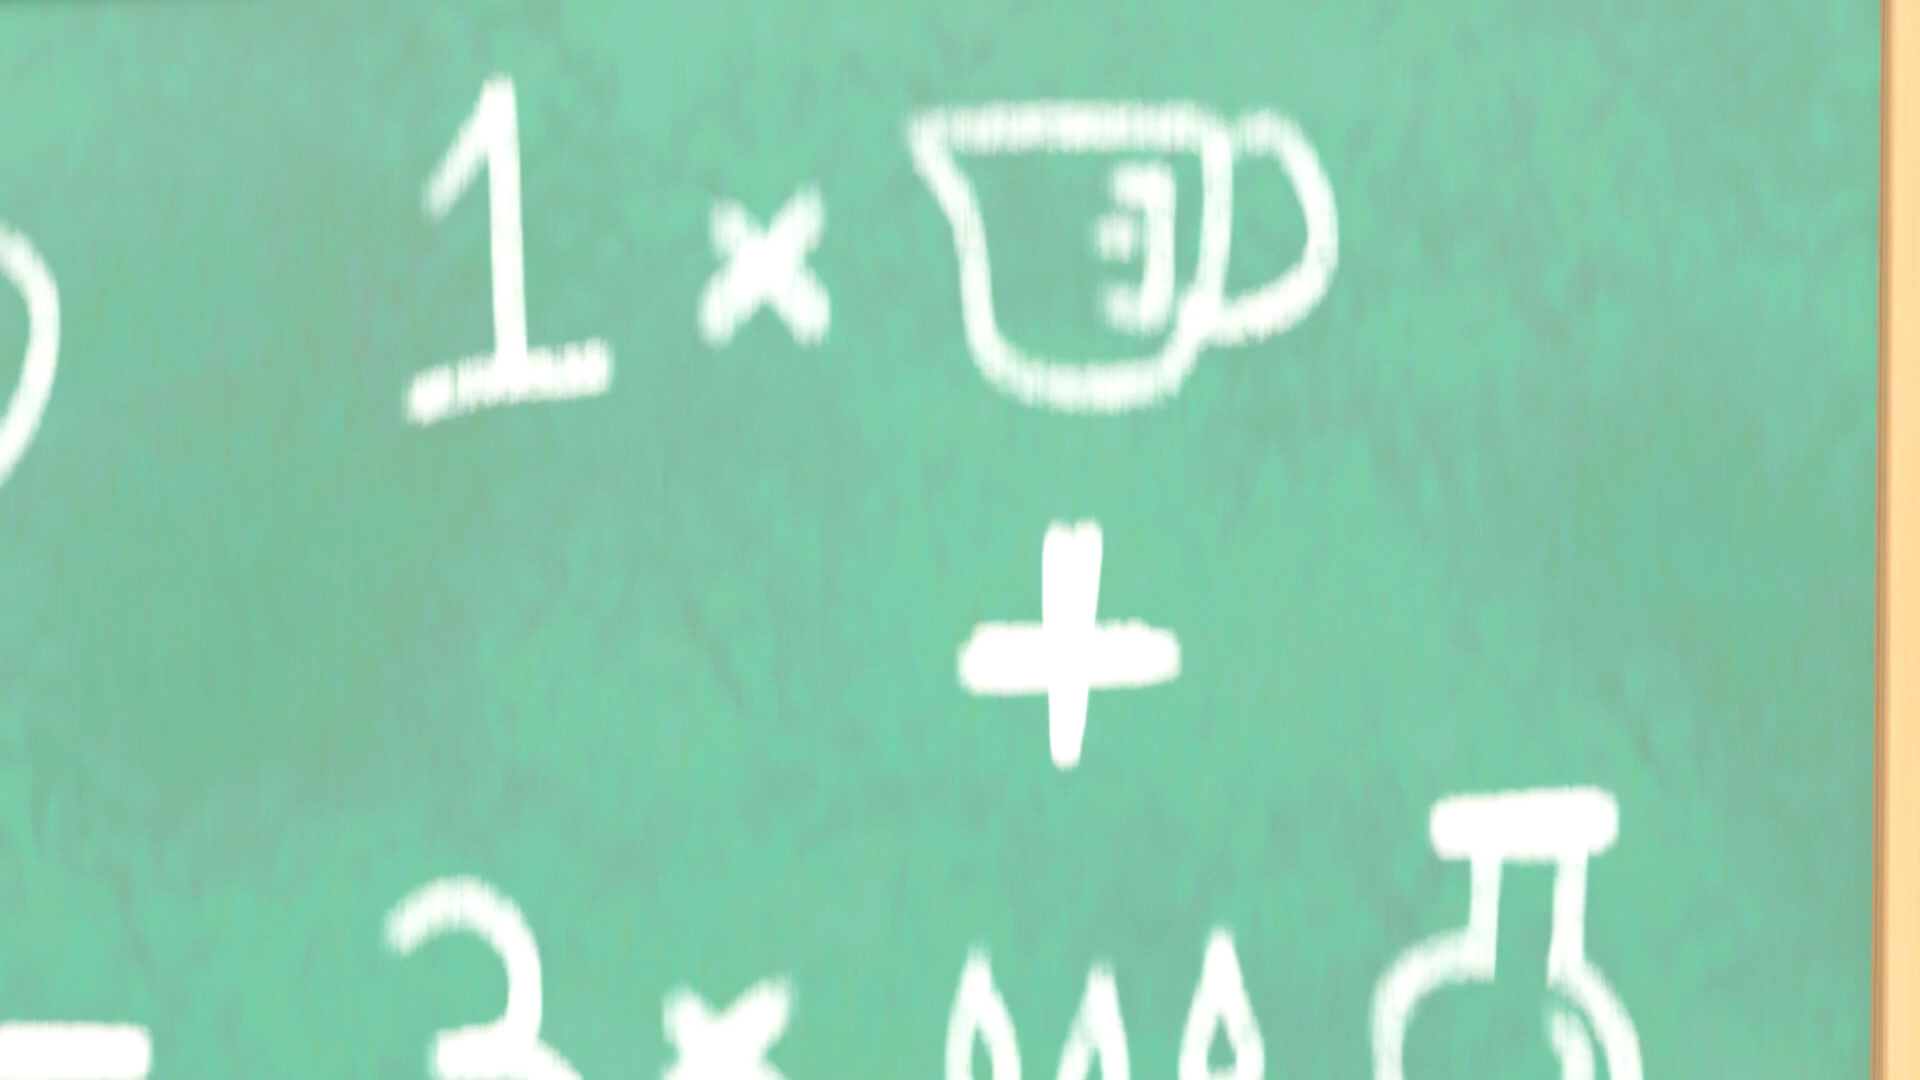 1 ×
+
3 ×